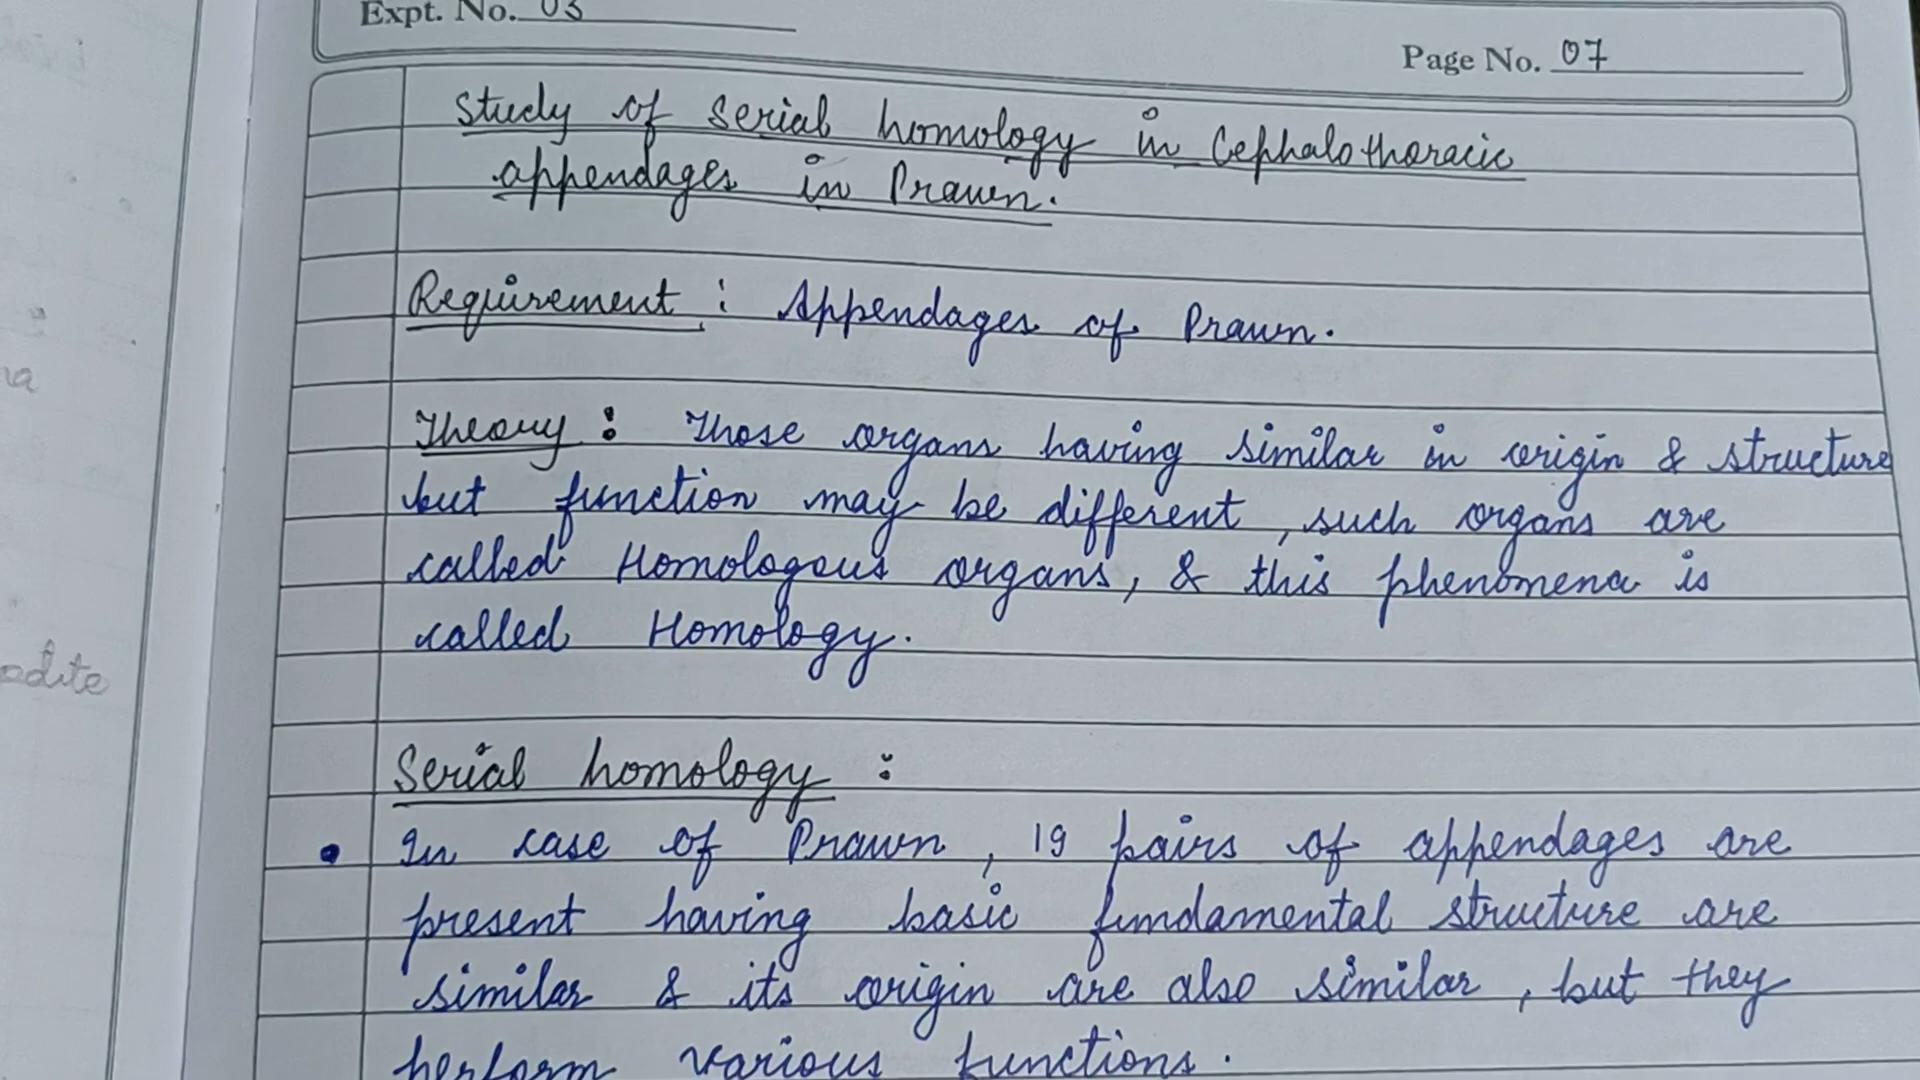 Expt. No. 03
Page No. 07
Study of Serial homology in Cephalothoracic
appendages in Prawn.
Requirement : Appendages of Prawn.
Theory : Those organs having similar in origin & structure
but function may be different, such organs are
called Homologous organs, & this phenomena is
called Homology.
Serial homology :
• In case of Prawn, 19 pairs of appendages are
present having basic fundamental structure are
similar & its origin are also similar, but they
perform various functions.